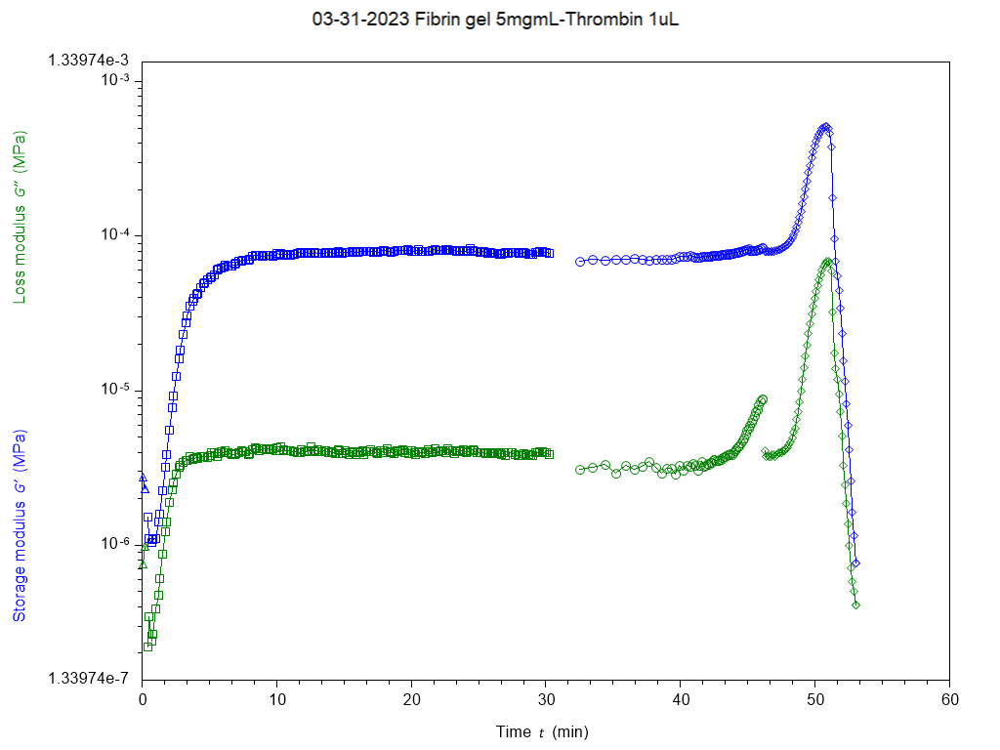 03-31-2023 Fibrin gel 5mgmL-Thrombin 1uL
1.33974e-3
10-3
10-4
10-5
10-6
1.33974e-7
Loss modulus G″ (MPa)
Storage modulus G′ (MPa)
0 10 20 30 40 50 60
Time t (min)